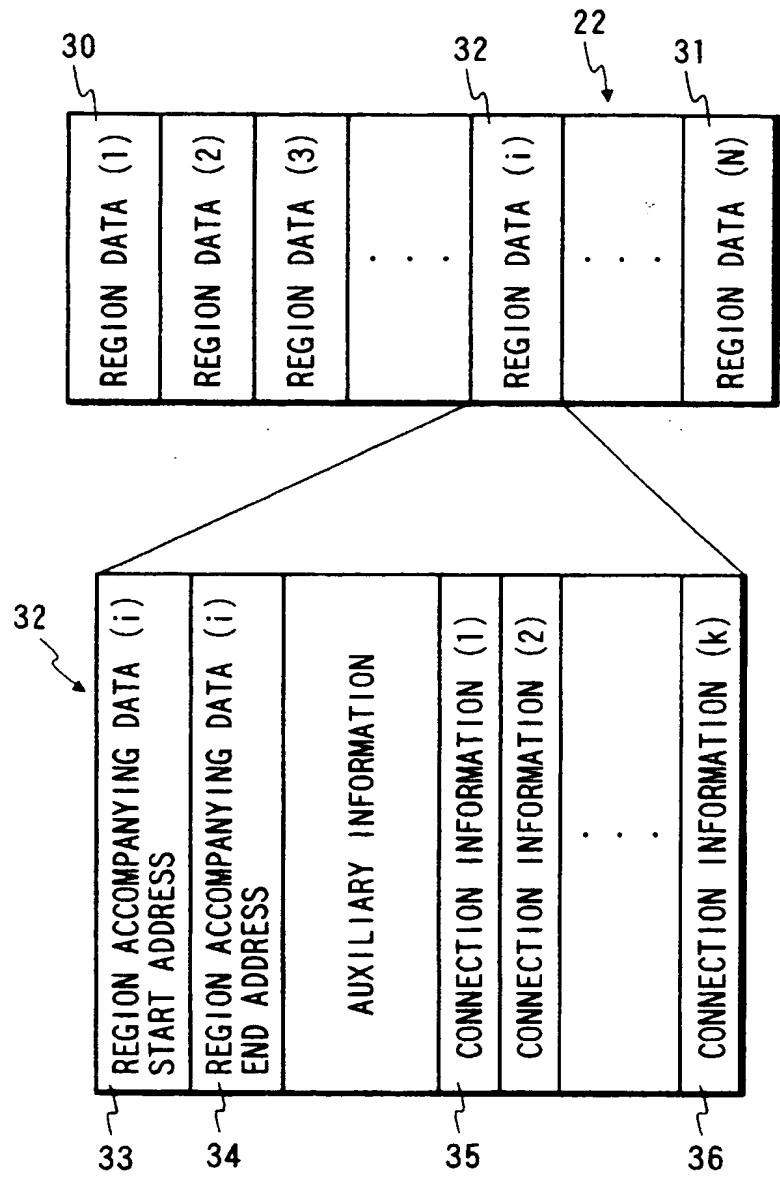 30
REGION DATA (1)
REGION DATA (2)
REGION DATA (3)
. . .
32
REGION DATA (i)
22
. . .
31
REGION DATA (N)
32
33
REGION ACCOMPANYING DATA (i)
START ADDRESS
34
REGION ACCOMPANYING DATA (i)
END ADDRESS
AUXILIARY INFORMATION
35
CONNECTION INFORMATION (1)
CONNECTION INFORMATION (2)
. . .
36
CONNECTION INFORMATION (k)